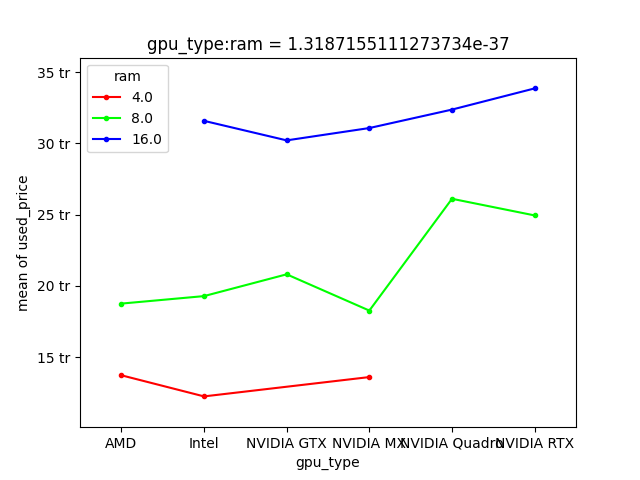 gpu_type:ram = 1.3187155111273734e-37
ram
4.0
8.0
16.0
35 tr
30 tr
25 tr
20 tr
15 tr
mean of used_price
AMD Intel NVIDIA GTX NVIDIA MX NVIDIA Quadro NVIDIA RTX
gpu_type